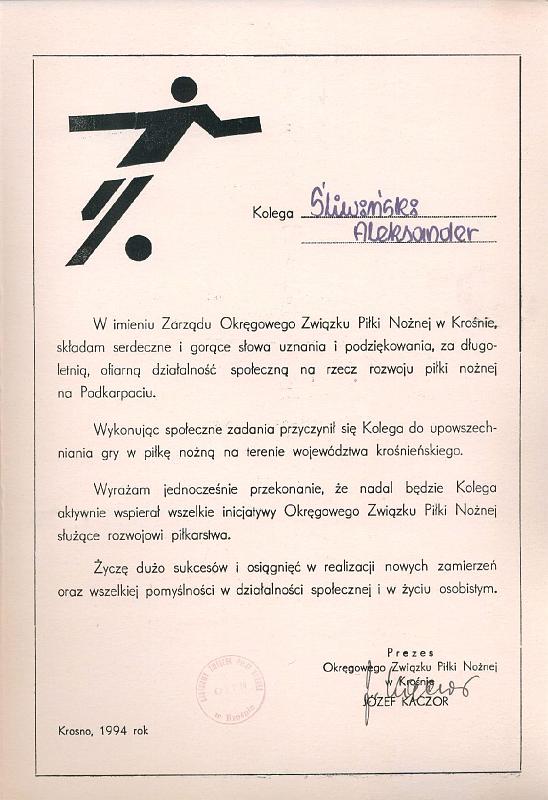 Kolega Śliwiński
Aleksander
W imieniu Zarządu Okręgowego Związku Piłki Nożnej w Krośnie,
składam serdeczne i gorące słowa uznania i podziękowania, za długo-
letnią, ofiarną działalność społeczną na rzecz rozwoju piłki nożnej
na Podkarpaciu.
Wykonując społeczne zadania przyczynił się Kolega do upowszech-
niania gry w piłkę nożną na terenie województwa krośnieńskiego.
Wyrażam jednocześnie przekonanie, że nadal będzie Kolega
aktywnie wspierał wszelkie inicjatywy Okręgowego Związku Piłki Nożnej
służące rozwojowi piłkarstwa.
Życzę dużo sukcesów i osiągnięć w realizacji nowych zamierzeń
oraz wszelkiej pomyślności w działalności społecznej i w życiu osobistym.
Prezes
Okręgowego Związku Piłki Nożnej
w Krośnie
JÓZEF KACZOR
w Krośnie
Krosno, 1994 rok